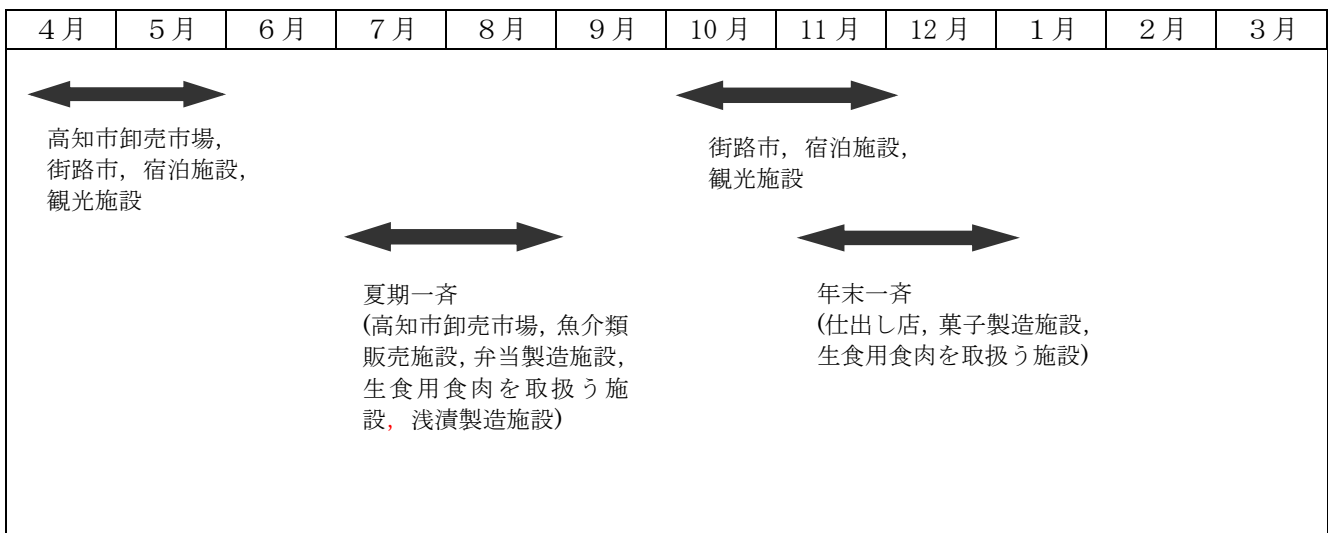 ４月 ５月 ６月 ７月 ８月 ９月 10月 11月 12月 １月 ２月 ３月
高知市卸売市場，
街路市，宿泊施設，
観光施設
街路市，宿泊施設，
観光施設
夏期一斉
(高知市卸売市場，魚介類
販売施設，弁当製造施設，
生食用食肉を取扱う施
設，浅漬製造施設)
年末一斉
(仕出し店，菓子製造施設，
生食用食肉を取扱う施設)